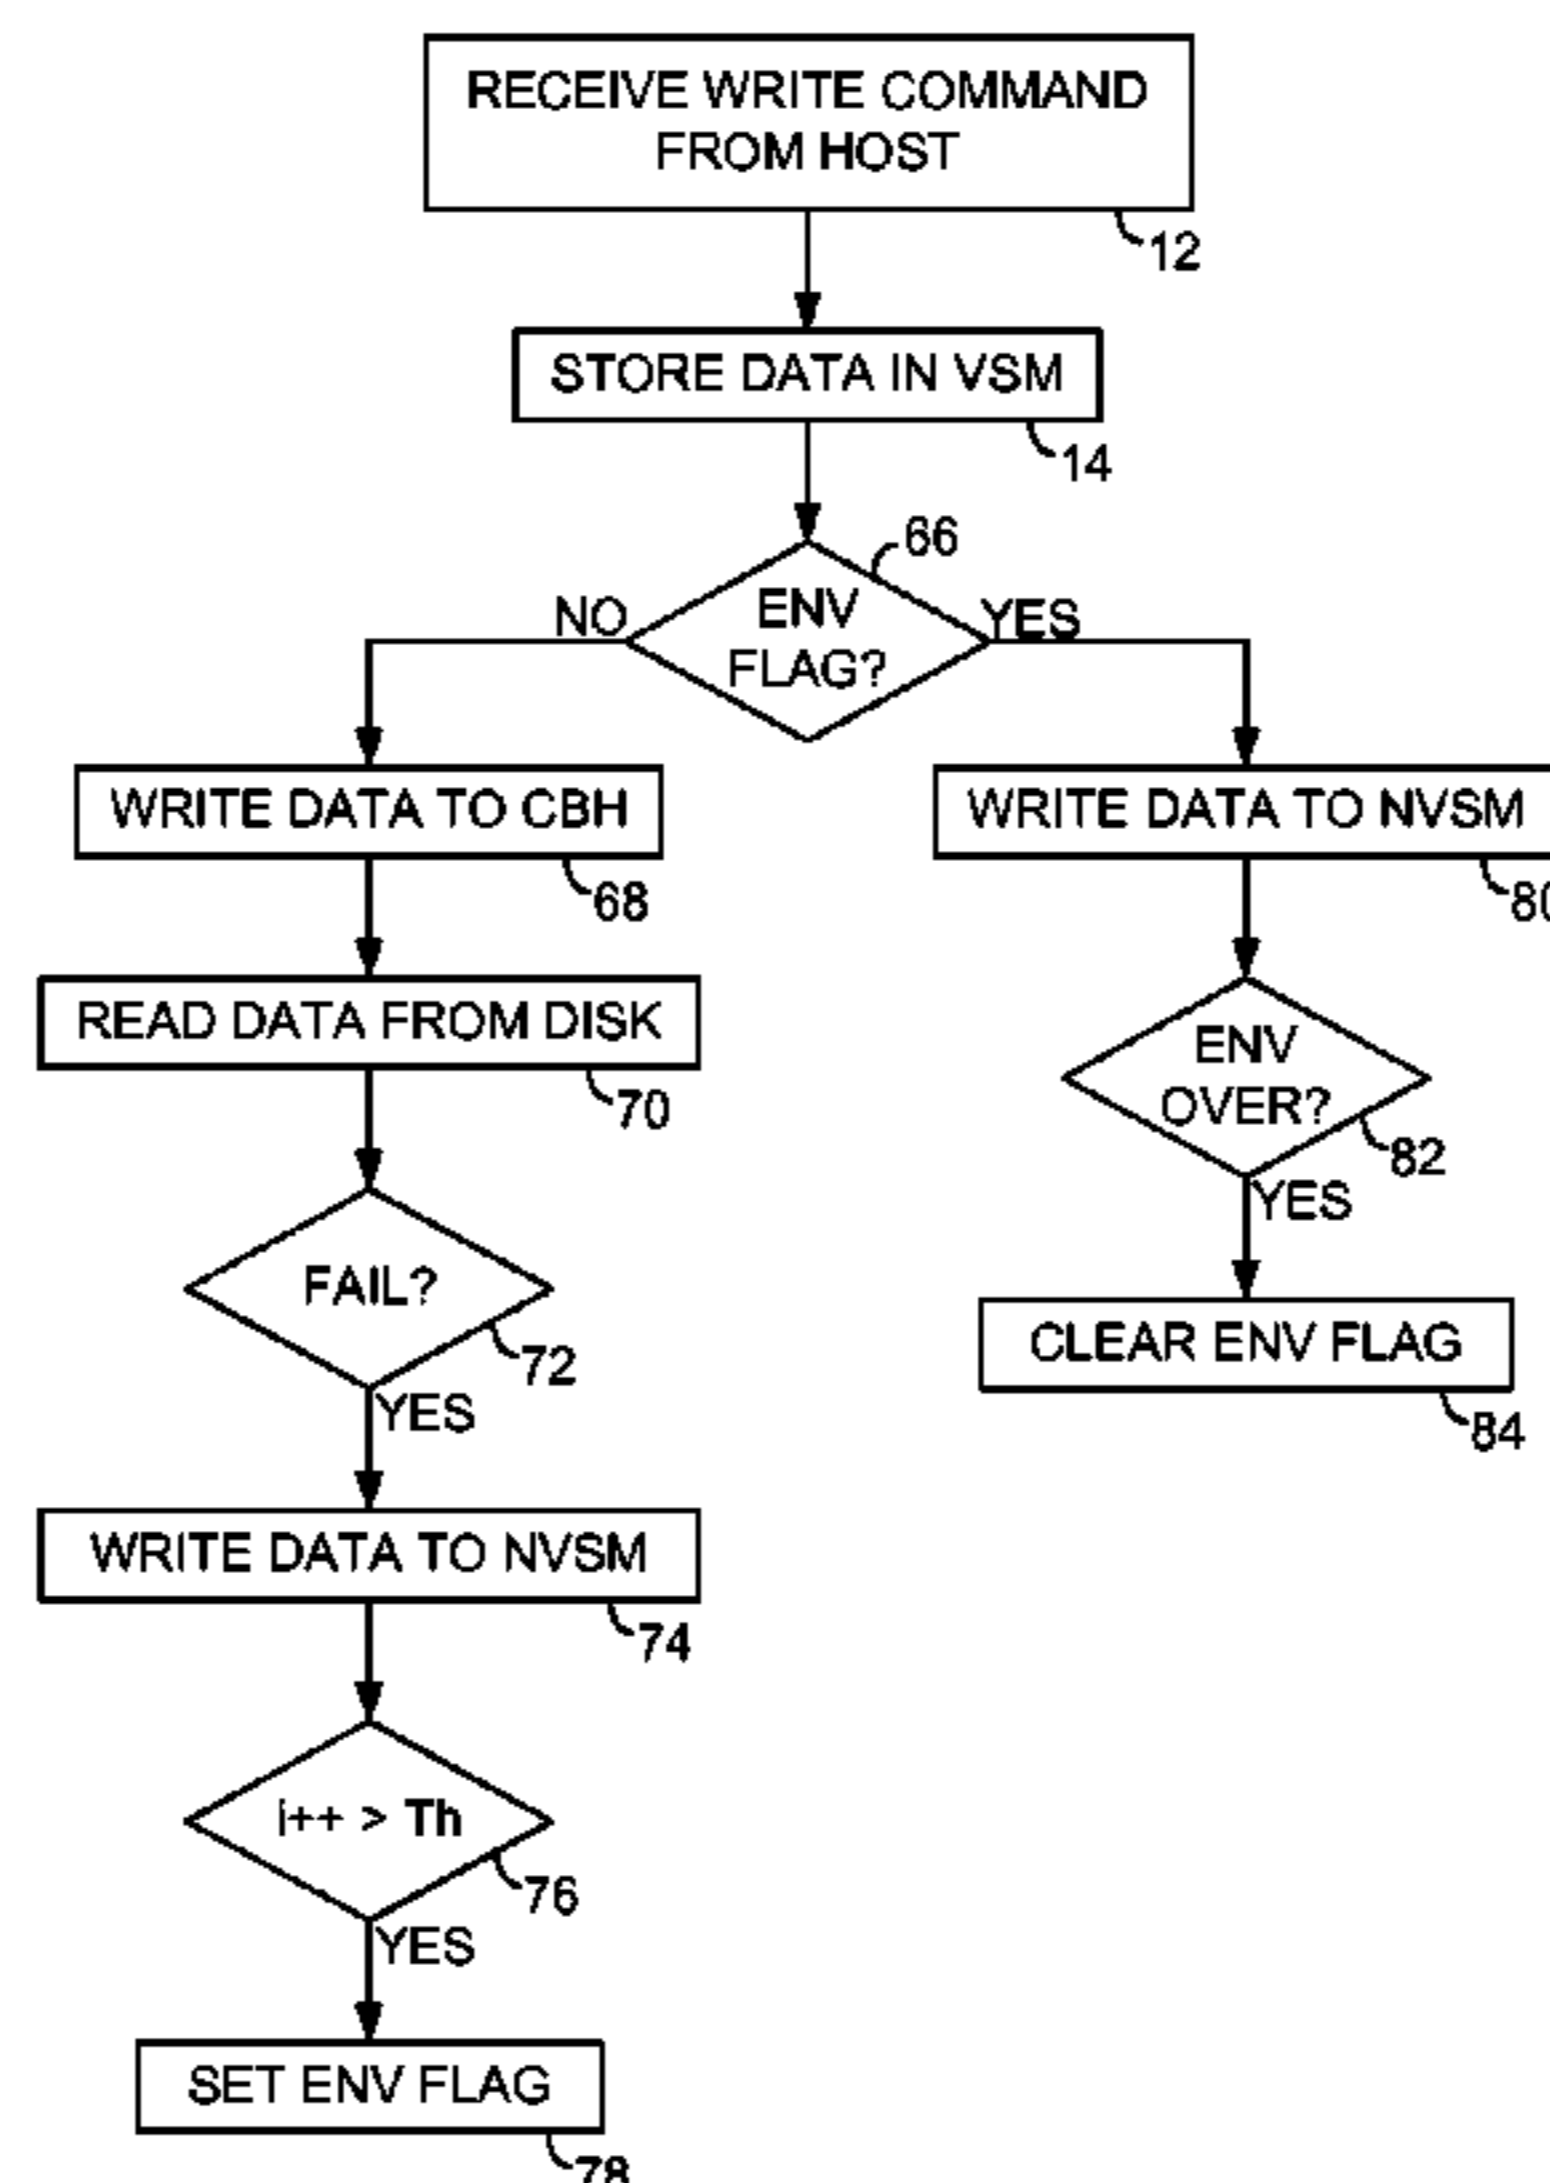 RECEIVE WRITE COMMAND
FROM HOST
12
STORE DATA IN VSM
14
66
ENV
FLAG?
NO
YES
WRITE DATA TO CBH
68
READ DATA FROM DISK
70
FAIL?
72
YES
WRITE DATA TO NVSM
74
i++ > Th
76
YES
SET ENV FLAG
78
WRITE DATA TO NVSM
80
ENV
OVER?
82
YES
CLEAR ENV FLAG
84